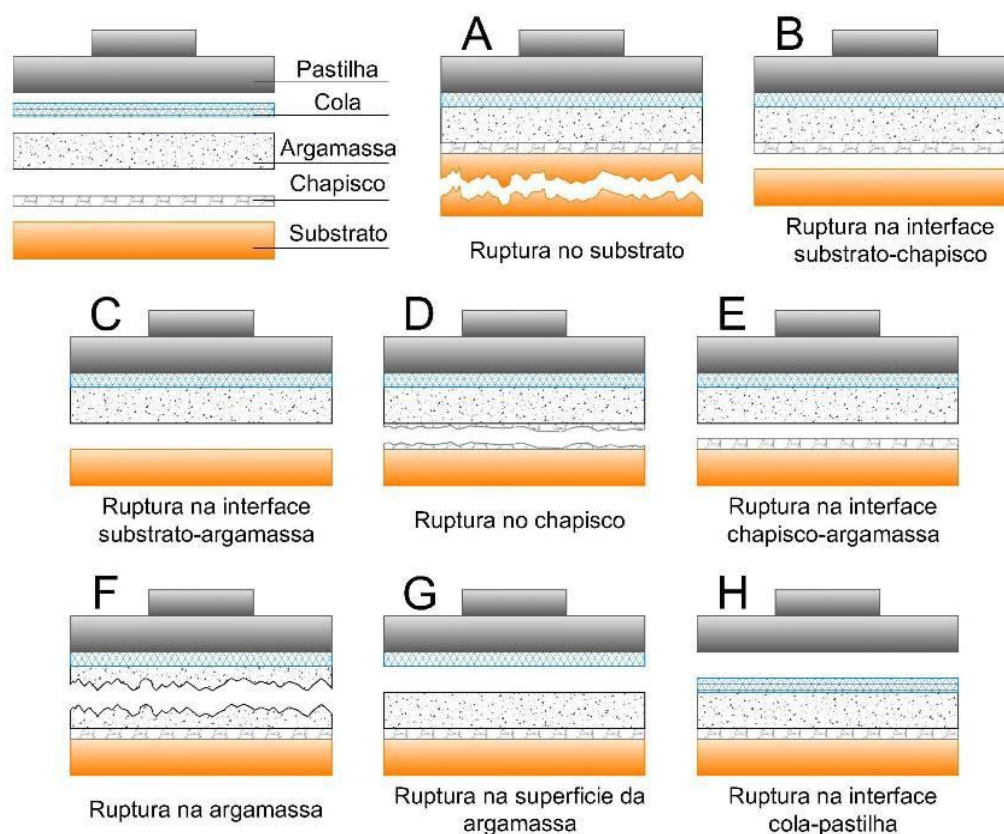 Pastilha
Cola
Argamassa
Chapisco
Substrato
A
Ruptura no substrato
B
Ruptura na interface
substrato-chapisco
C
Ruptura na interface
substrato-argamassa
D
Ruptura no chapisco
E
Ruptura na interface
chapisco-argamassa
F
Ruptura na argamassa
G
Ruptura na superficie da
argamassa
H
Ruptura na interface
cola-pastilha